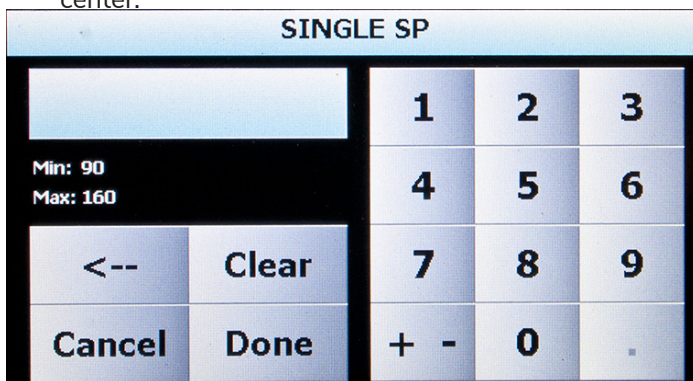 center.
SINGLE SP
1 2 3
Min: 90
Max: 160
4 5 6
<-- Clear 7 8 9
Cancel Done + - 0 .